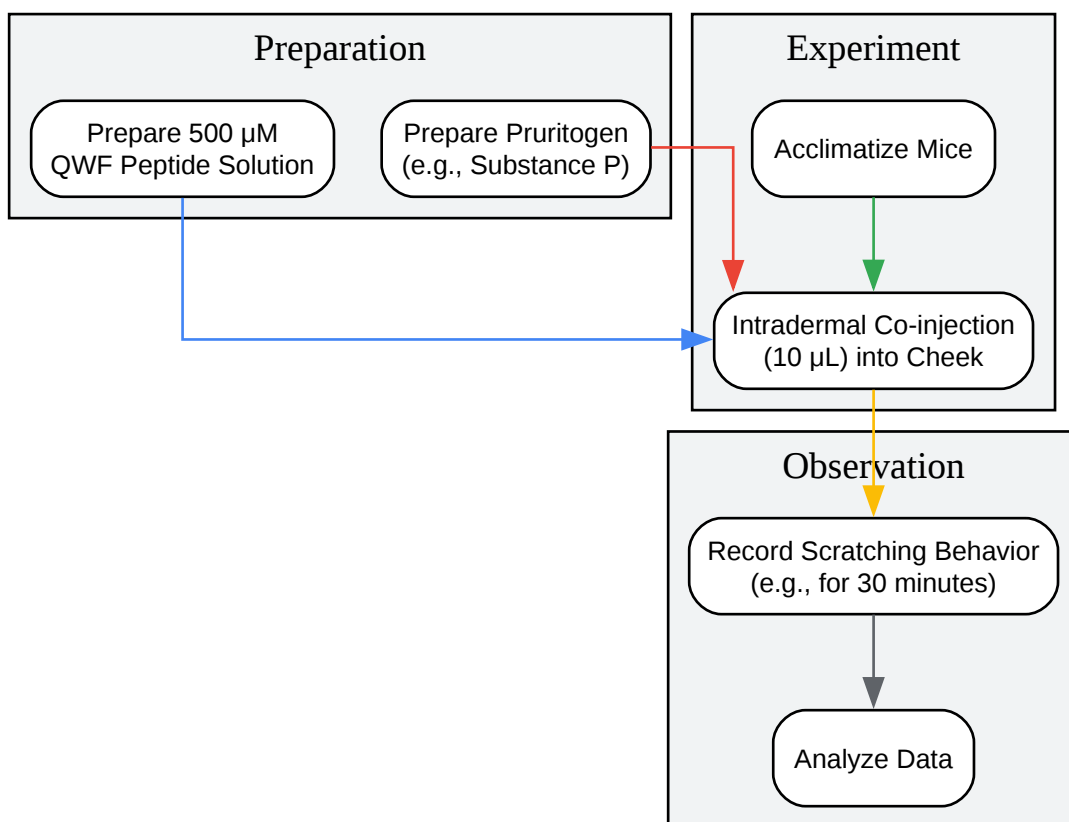 Preparation
Prepare 500 μM
QWF Peptide Solution
Prepare Pruritogen
(e.g., Substance P)
Experiment
Acclimatize Mice
Intradermal Co-injection
(10 μL) into Cheek
Observation
Record Scratching Behavior
(e.g., for 30 minutes)
Analyze Data